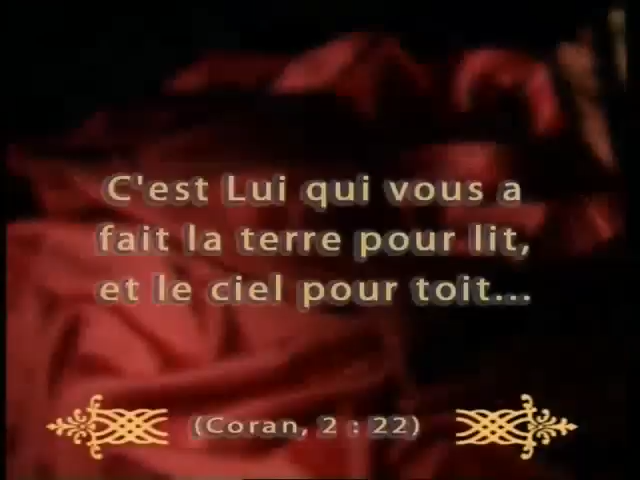 C'est Lui qui vous a
fait la terre pour lit,
et le ciel pour toit...
(Coran, 2 : 22)